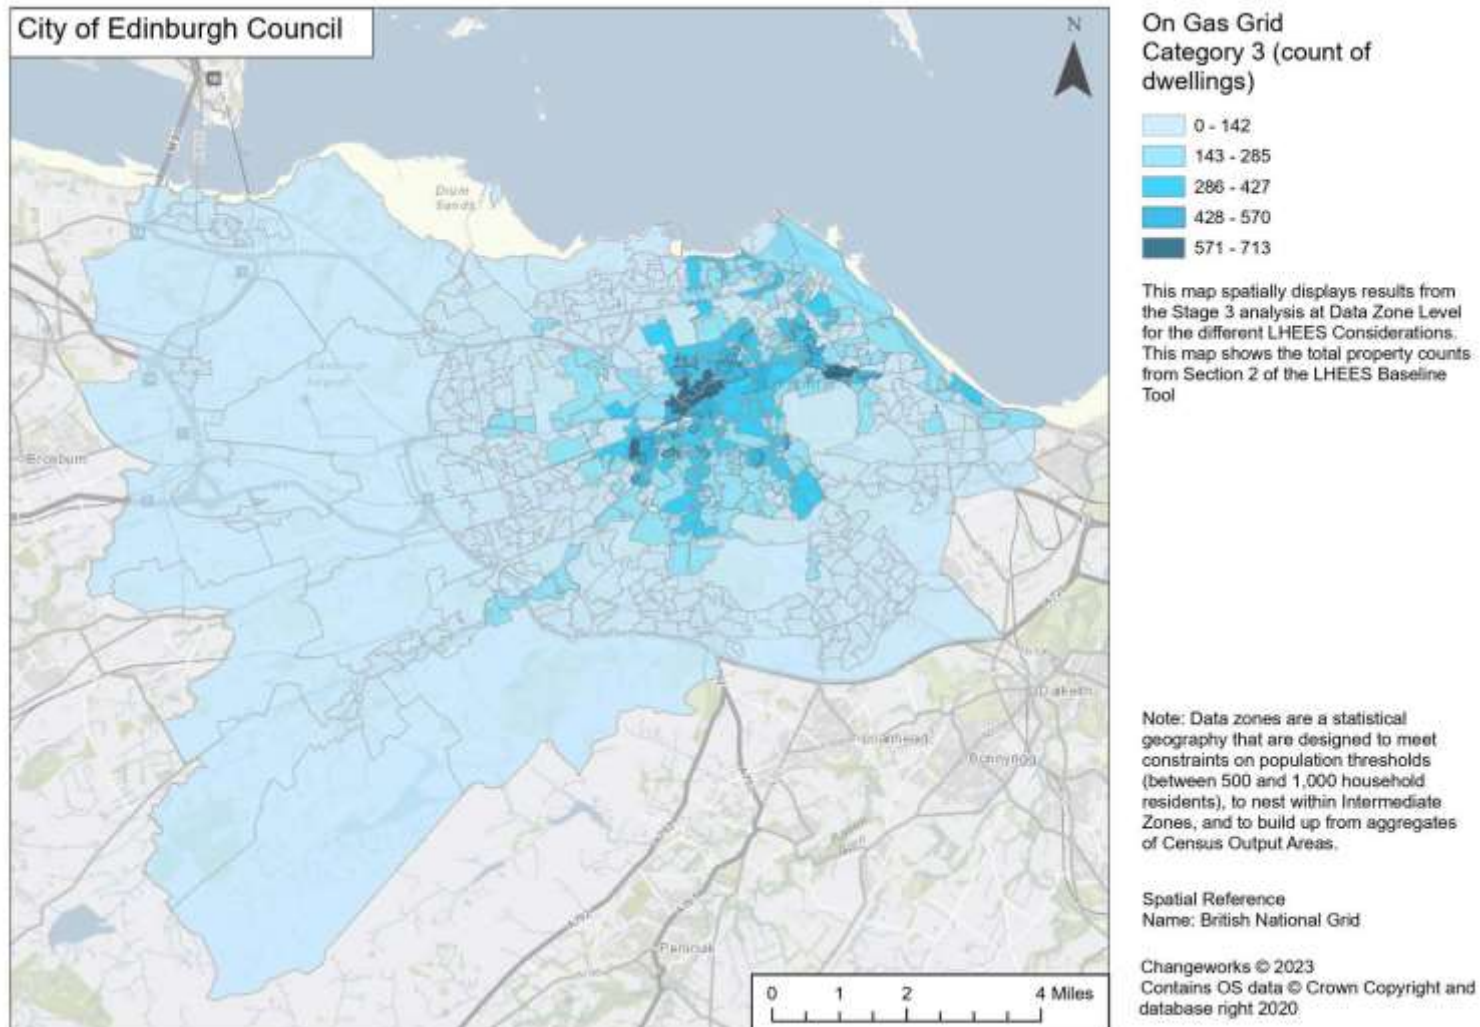 City of Edinburgh Council
N
On Gas Grid
Category 3 (count of
dwellings)
0 - 142
143 - 285
286 - 427
428 - 570
571 - 713
This map spatially displays results from
the Stage 3 analysis at Data Zone Level
for the different LHEES Considerations.
This map shows the total property counts
from Section 2 of the LHEES Baseline
Tool
Drum
Sands
Broxburn
Penicuik
Note: Data zones are a statistical
geography that are designed to meet
constraints on population thresholds
(between 500 and 1,000 household
residents), to nest within Intermediate
Zones, and to build up from aggregates
of Census Output Areas.
Spatial Reference
Name: British National Grid
Changeworks © 2023
Contains OS data © Crown Copyright and
database right 2020
0 1 2 4 Miles